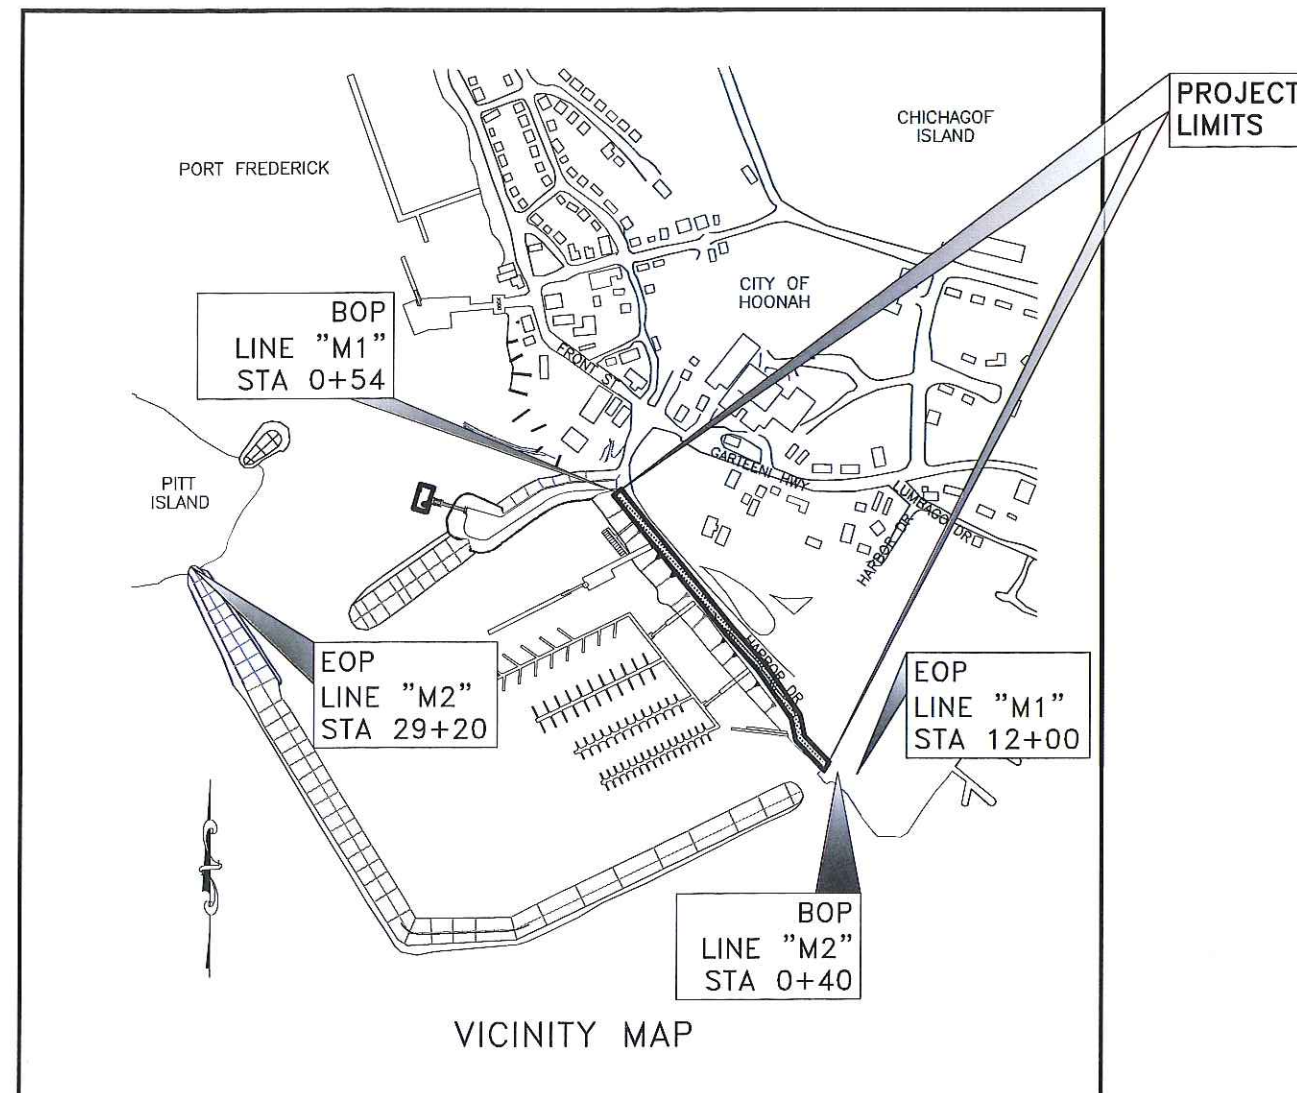 PROJECT
LIMITS
CHICHAGOF
ISLAND
PORT FREDERICK
CITY OF
HOONAH
BOP
LINE "M1"
STA 0+54
FRONT ST
GARTEENI HWY
LUMBAGO DR
HARBOR DR
PITT
ISLAND
HARBOR DR
EOP
LINE "M2"
STA 29+20
EOP
LINE "M1"
STA 12+00
BOP
LINE "M2"
STA 0+40
VICINITY MAP